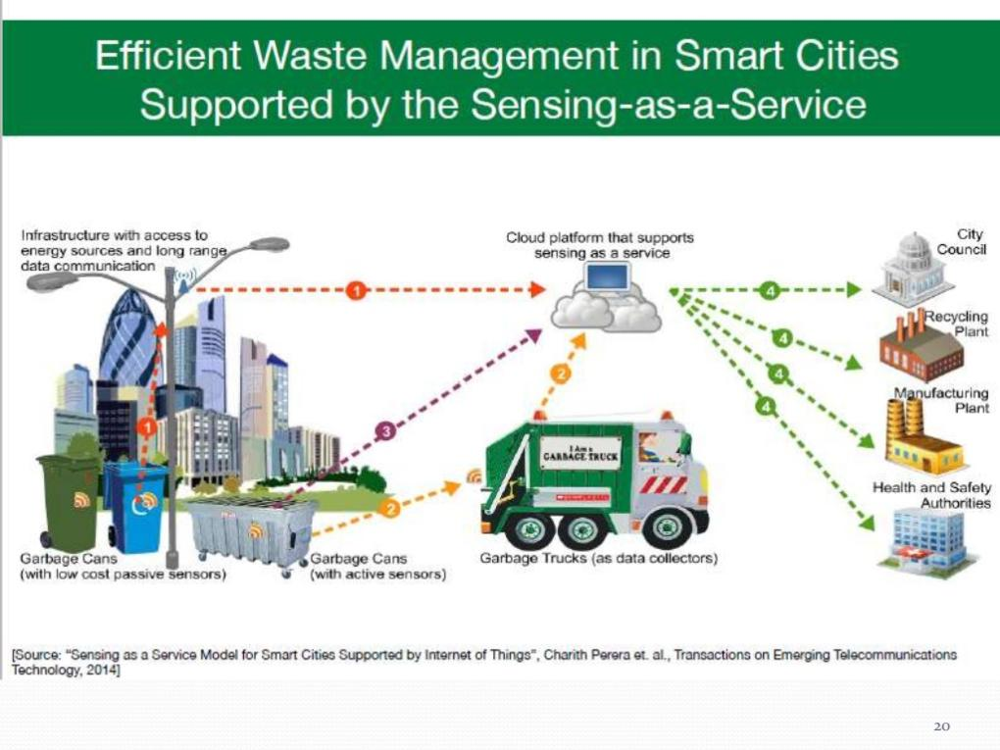 Efficient Waste Management in Smart Cities
Supported by the Sensing-as-a-Service
Infrastructure with access to
energy sources and long range
data communication
Cloud platform that supports
sensing as a service
City
Council
Recycling
Plant
Manufacturing
Plant
Health and Safety
Authorities
1
1
2
2
3
4
4
4
4
I Am a
GARBAGE TRUCK
Garbage Cans
(with low cost passive sensors)
Garbage Cans
(with active sensors)
Garbage Trucks (as data collectors)
[Source: "Sensing as a Service Model for Smart Cities Supported by Internet of Things", Charith Perera et. al., Transactions on Emerging Telecommunications
Technology, 2014]
20